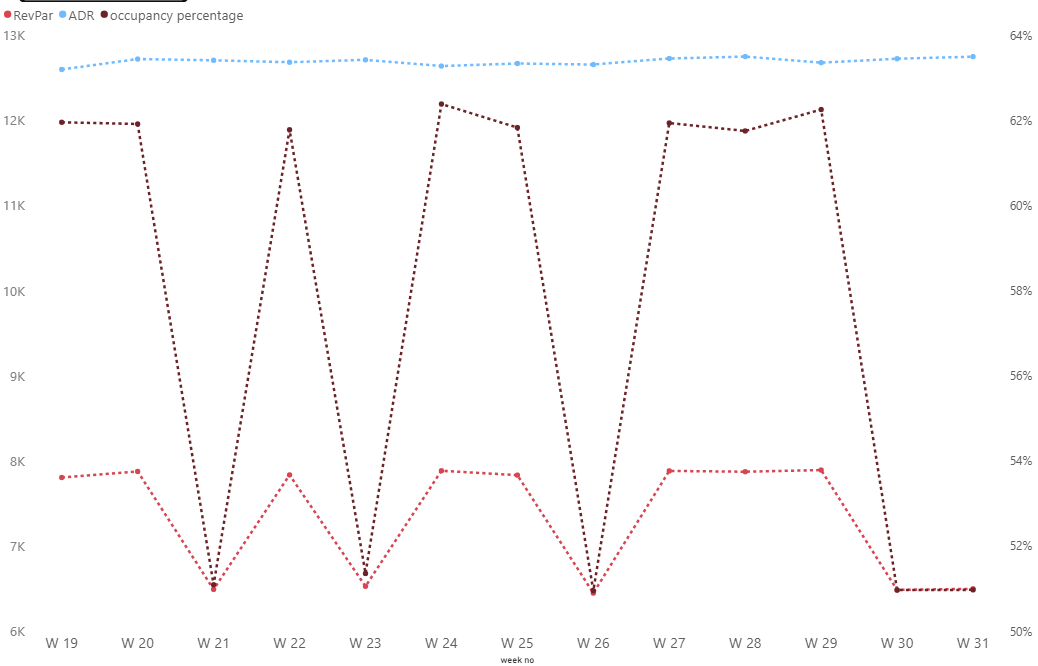 RevPar ADR occupancy percentage
13K 64%
12K 62%
11K 60%
10K 58%
9K 56%
8K 54%
7K 52%
6K 50%
W 19 W 20 W 21 W 22 W 23 W 24 W 25 W 26 W 27 W 28 W 29 W 30 W 31
week no